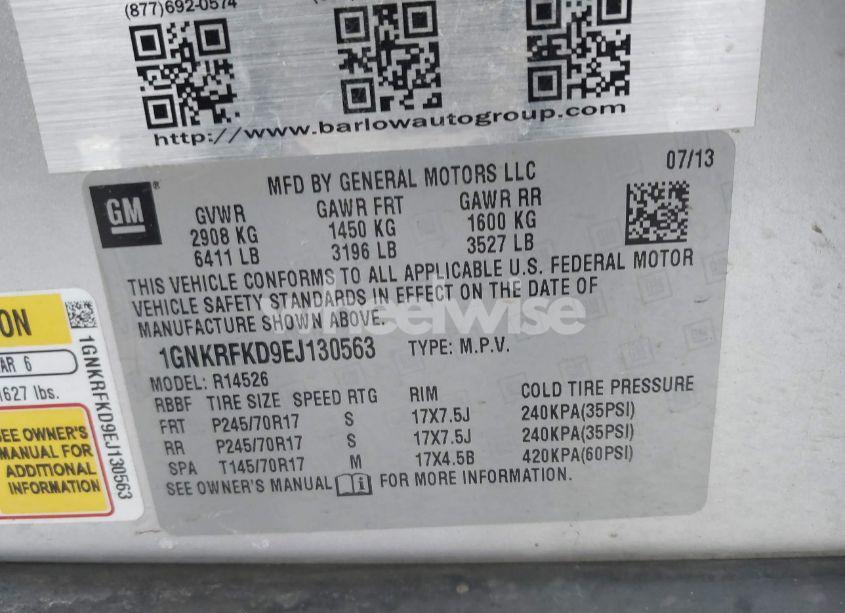 (877)692-0574
http://www.barlowautogroup.com
07/13
MFD BY GENERAL MOTORS LLC
GM
GVWR GAWR FRT GAWR RR
2908 KG 1450 KG 1600 KG
6411 LB 3196 LB 3527 LB
THIS VEHICLE CONFORMS TO ALL APPLICABLE U.S. FEDERAL MOTOR
VEHICLE SAFETY STANDARDS IN EFFECT ON THE DATE OF
MANUFACTURE SHOWN ABOVE.
wheelwise
1GNKRFKD9EJ130563 TYPE: M.P.V.
MODEL: R14526
RBBF TIRE SIZE SPEED RTG RIM COLD TIRE PRESSURE
FRT P245/70R17 S 17X7.5J 240KPA(35PSI)
RR P245/70R17 S 17X7.5J 240KPA(35PSI)
SPA T145/70R17 M 17X4.5B 420KPA(60PSI)
SEE OWNER'S MANUAL FOR MORE INFORMATION.
ON
AR 6
1627 lbs.
SEE OWNER'S
MANUAL FOR
ADDITIONAL
INFORMATION
1GNKRFKD9EJ130563